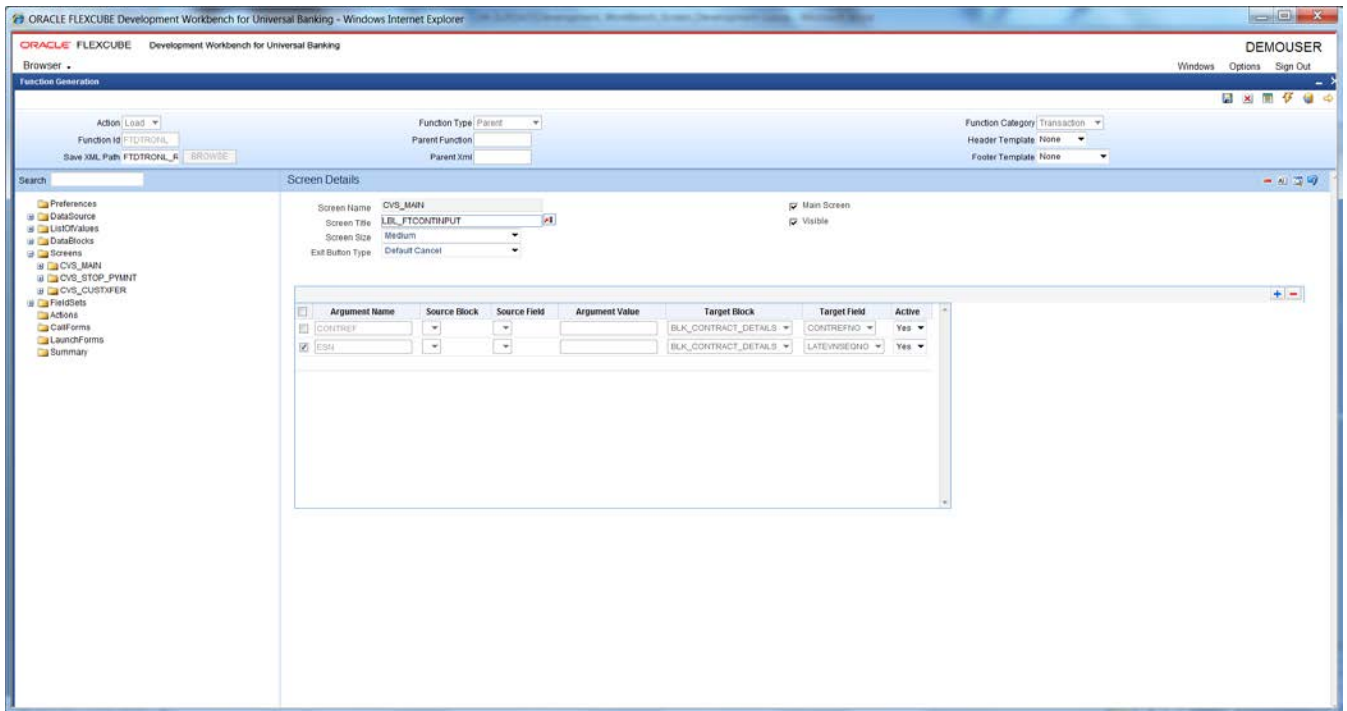 ORACLE FLEXCUBE Development Workbench for Universal Banking - Windows Internet Explorer
ORACLE FLEXCUBE Development Workbench for Universal Banking DEMOUSER
Browser Windows Options Sign Out
Function Generation
Action Load Function Type Parent Function Category Transaction
Function Id FTDTRONL Parent Function Header Template None
Save XML Path FTDTRONL_R BROWSE Parent Xml Footer Template None
Search Screen Details
Preferences
DataSource
ListOfValues
DataBlocks
Screens
CVS_MAIN
CVS_STOP_PYMNT
CVS_CUSTXFER
FieldSets
Actions
CallForms
LaunchForms
Summary
Screen Name CVS_MAIN Main Screen
Screen Title LBL_FTCONTINPUT Visible
Screen Size Medium
Exit Button Type Default Cancel
Argument Name Source Block Source Field Argument Value Target Block Target Field Active
CONTREF BLK_CONTRACT_DETAILS CONTREFNO Yes
ESN BLK_CONTRACT_DETAILS LATEVNSEQNO Yes